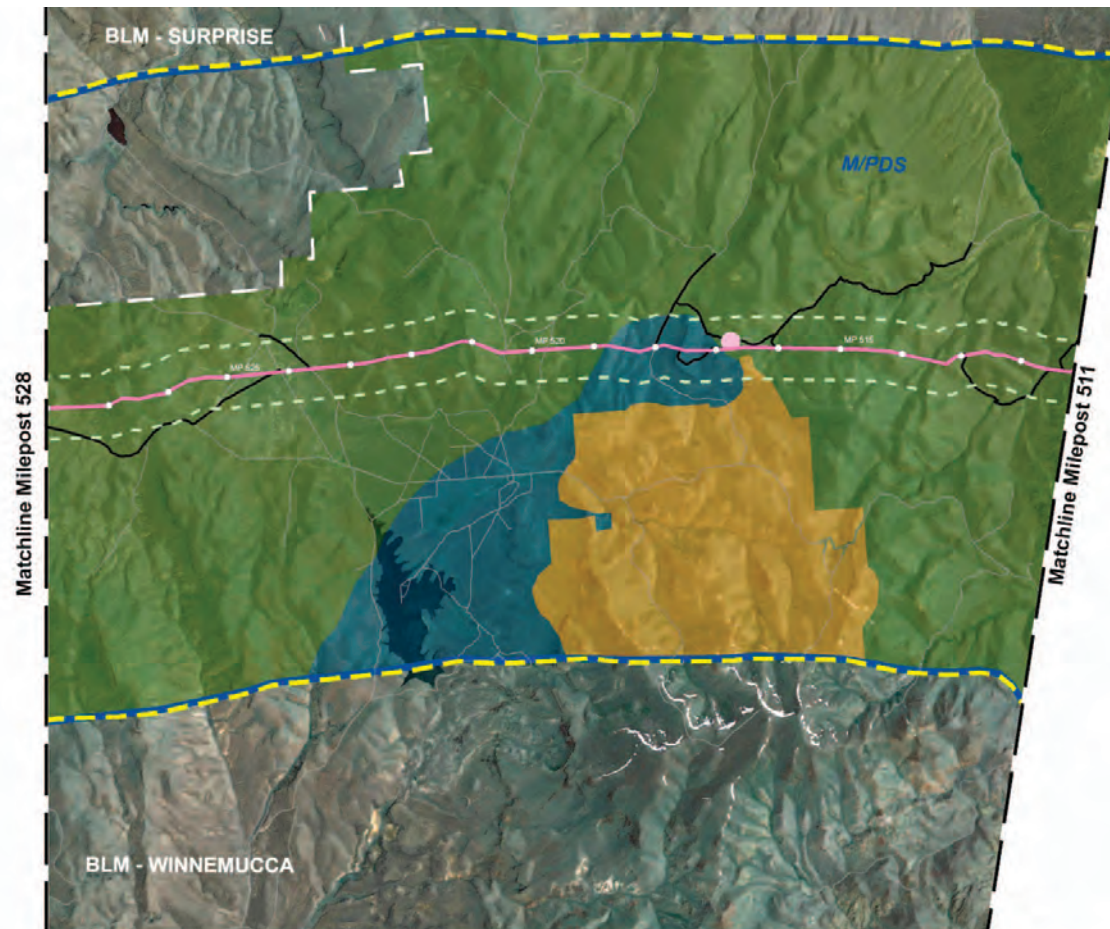 BLM - SURPRISE
M/PDS
MP 520
MP 515
MP 525
Matchline Milepost 528
Matchline Milepost 511
BLM - WINNEMUCCA